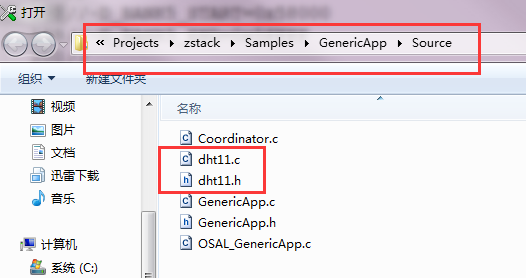 打开
« Projects ▸ zstack ▸ Samples ▸ GenericApp ▸ Source
组织 新建文件夹
视频
图片
文档
迅雷下载
音乐
计算机
系统 (C:)
名称
Coordinator.c
dht11.c
dht11.h
GenericApp.c
GenericApp.h
OSAL_GenericApp.c